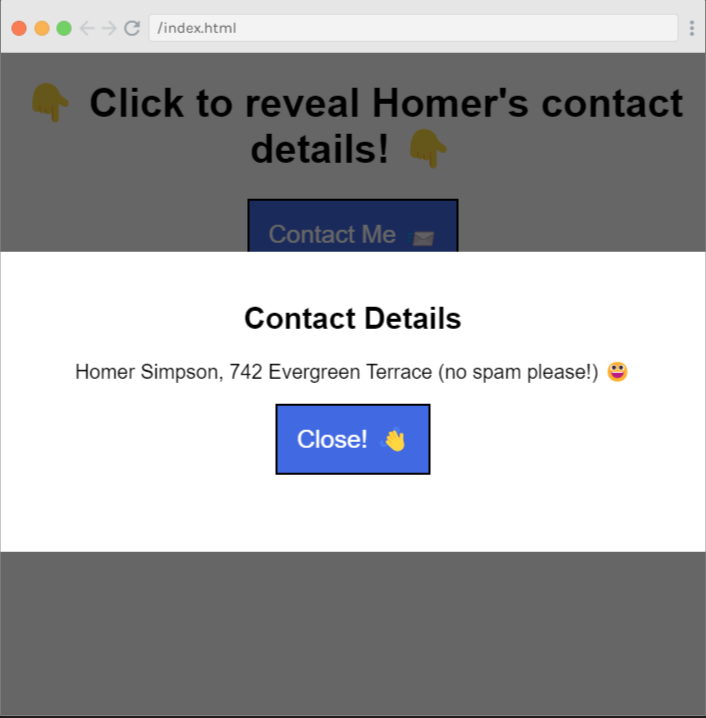 /index.html
👇 Click to reveal Homer's contact
details! 👇
Contact Me 📨
Contact Details
Homer Simpson, 742 Evergreen Terrace (no spam please!) 😀
Close! 👋